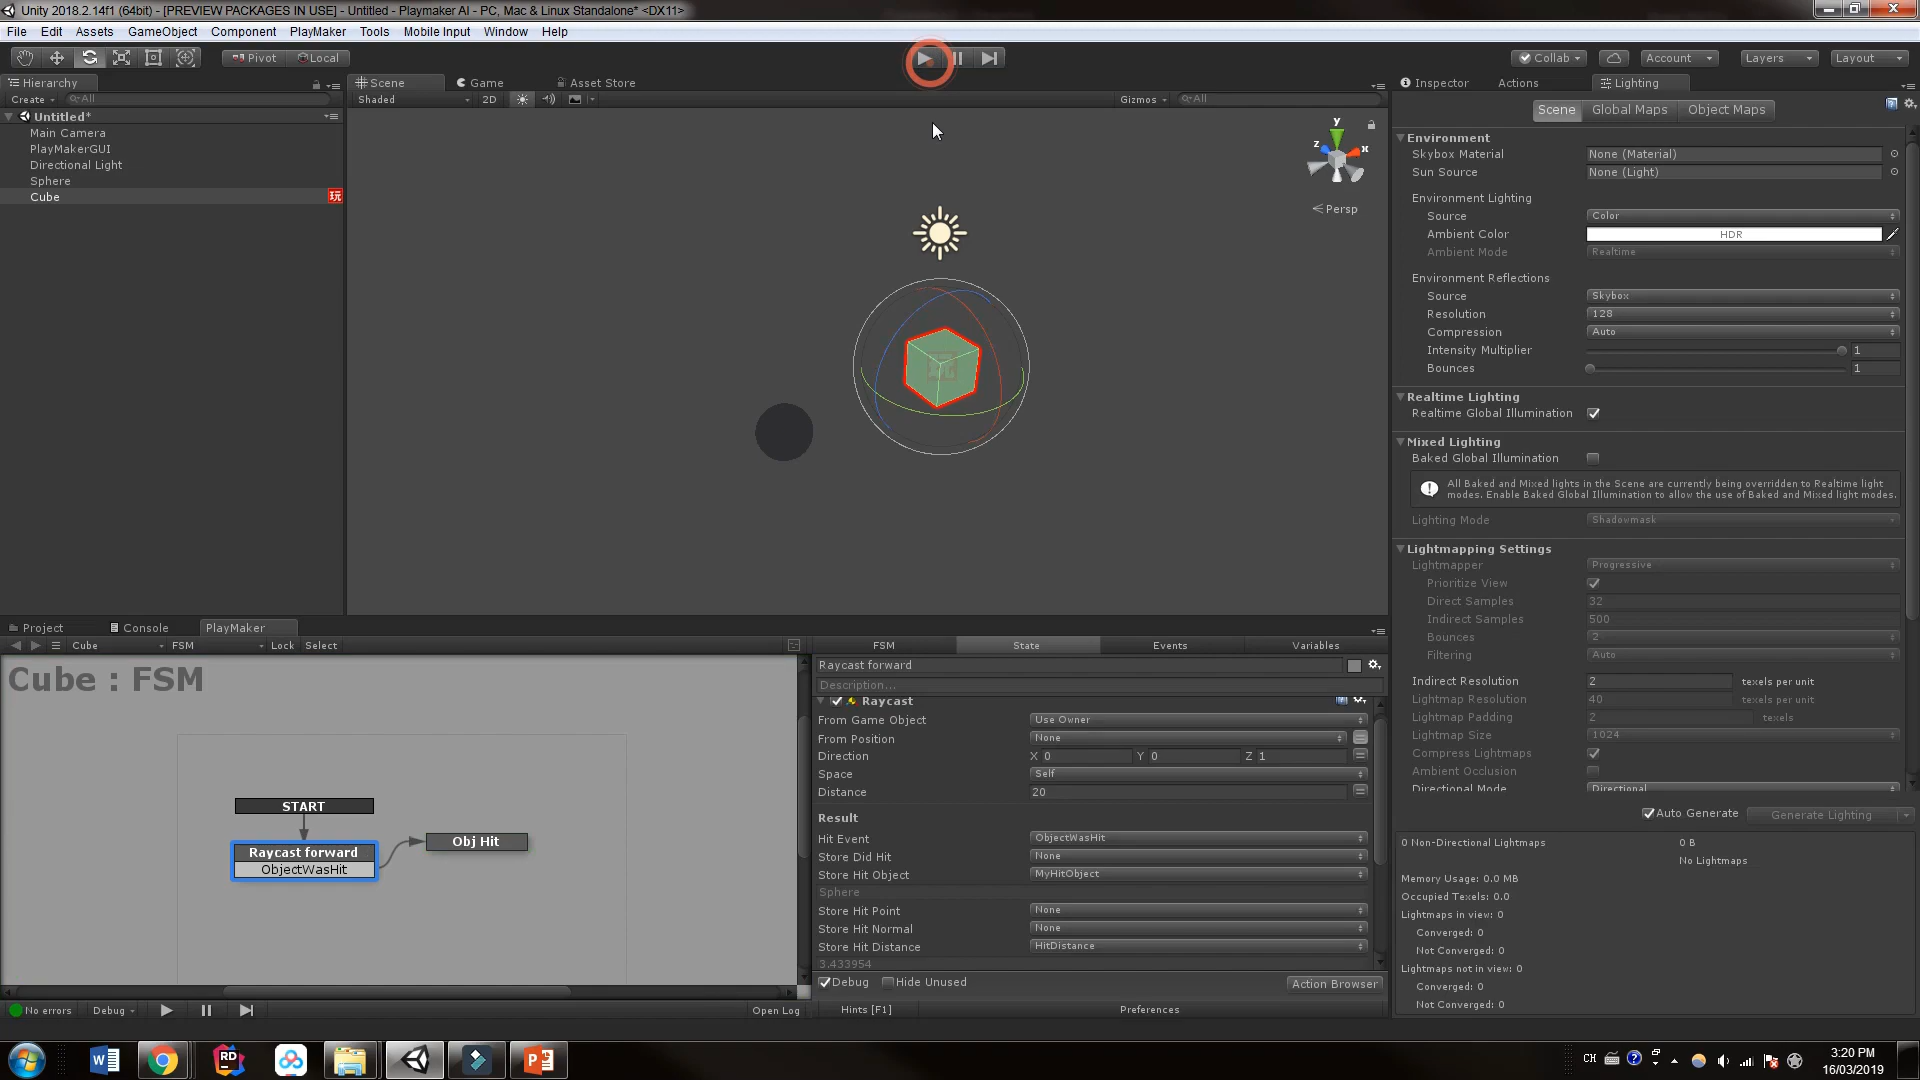 Unity 2018.2.14f1 (64bit) - [PREVIEW PACKAGES IN USE] - Untitled - Playmaker AI - PC, Mac & Linux Standalone* <DX11>
File Edit Assets GameObject Component PlayMaker Tools Mobile Input Window Help
Pivot Local Collab Account Layers Layout
Hierarchy
Create All
Untitled*
Main Camera
PlayMakerGUI
Directional Light
Sphere
Cube 玩
Scene Game Asset Store
Shaded 2D Gizmos All
y
z x
Persp
玩
Inspector Actions Lighting
Scene Global Maps Object Maps
Environment
Skybox Material None (Material)
Sun Source None (Light)
Environment Lighting
Source Color
Ambient Color HDR
Ambient Mode Realtime
Environment Reflections
Source Skybox
Resolution 128
Compression Auto
Intensity Multiplier 1
Bounces 1
Realtime Lighting
Realtime Global Illumination
Mixed Lighting
Baked Global Illumination
All Baked and Mixed lights in the Scene are currently being overridden to Realtime light
modes. Enable Baked Global Illumination to allow the use of Baked and Mixed light modes.
Lighting Mode Shadowmask
Lightmapping Settings
Lightmapper Progressive
Prioritize View
Direct Samples 32
Indirect Samples 500
Bounces 2
Filtering Auto
Indirect Resolution 2 texels per unit
Lightmap Resolution 40 texels per unit
Lightmap Padding 2 texels
Lightmap Size 1024
Compress Lightmaps
Ambient Occlusion
Directional Mode Directional
Auto Generate Generate Lighting
0 Non-Directional Lightmaps 0 B
No Lightmaps
Memory Usage: 0.0 MB
Occupied Texels: 0.0
Lightmaps in view: 0
Converged: 0
Not Converged: 0
Lightmaps not in view: 0
Converged: 0
Not Converged: 0
Project Console PlayMaker
Cube FSM Lock Select
Cube : FSM
START
Raycast forward
ObjectWasHit
Obj Hit
No errors Debug Open Log
FSM State Events Variables
Raycast forward
Description...
Raycast
From Game Object Use Owner
From Position None
Direction X 0 Y 0 Z 1
Space Self
Distance 20
Result
Hit Event ObjectWasHit
Store Did Hit None
Store Hit Object MyHitObject
Sphere
Store Hit Point None
Store Hit Normal None
Store Hit Distance HitDistance
3.433954
Debug Hide Unused Action Browser
Hints [F1] Preferences
CH
3:20 PM
16/03/2019